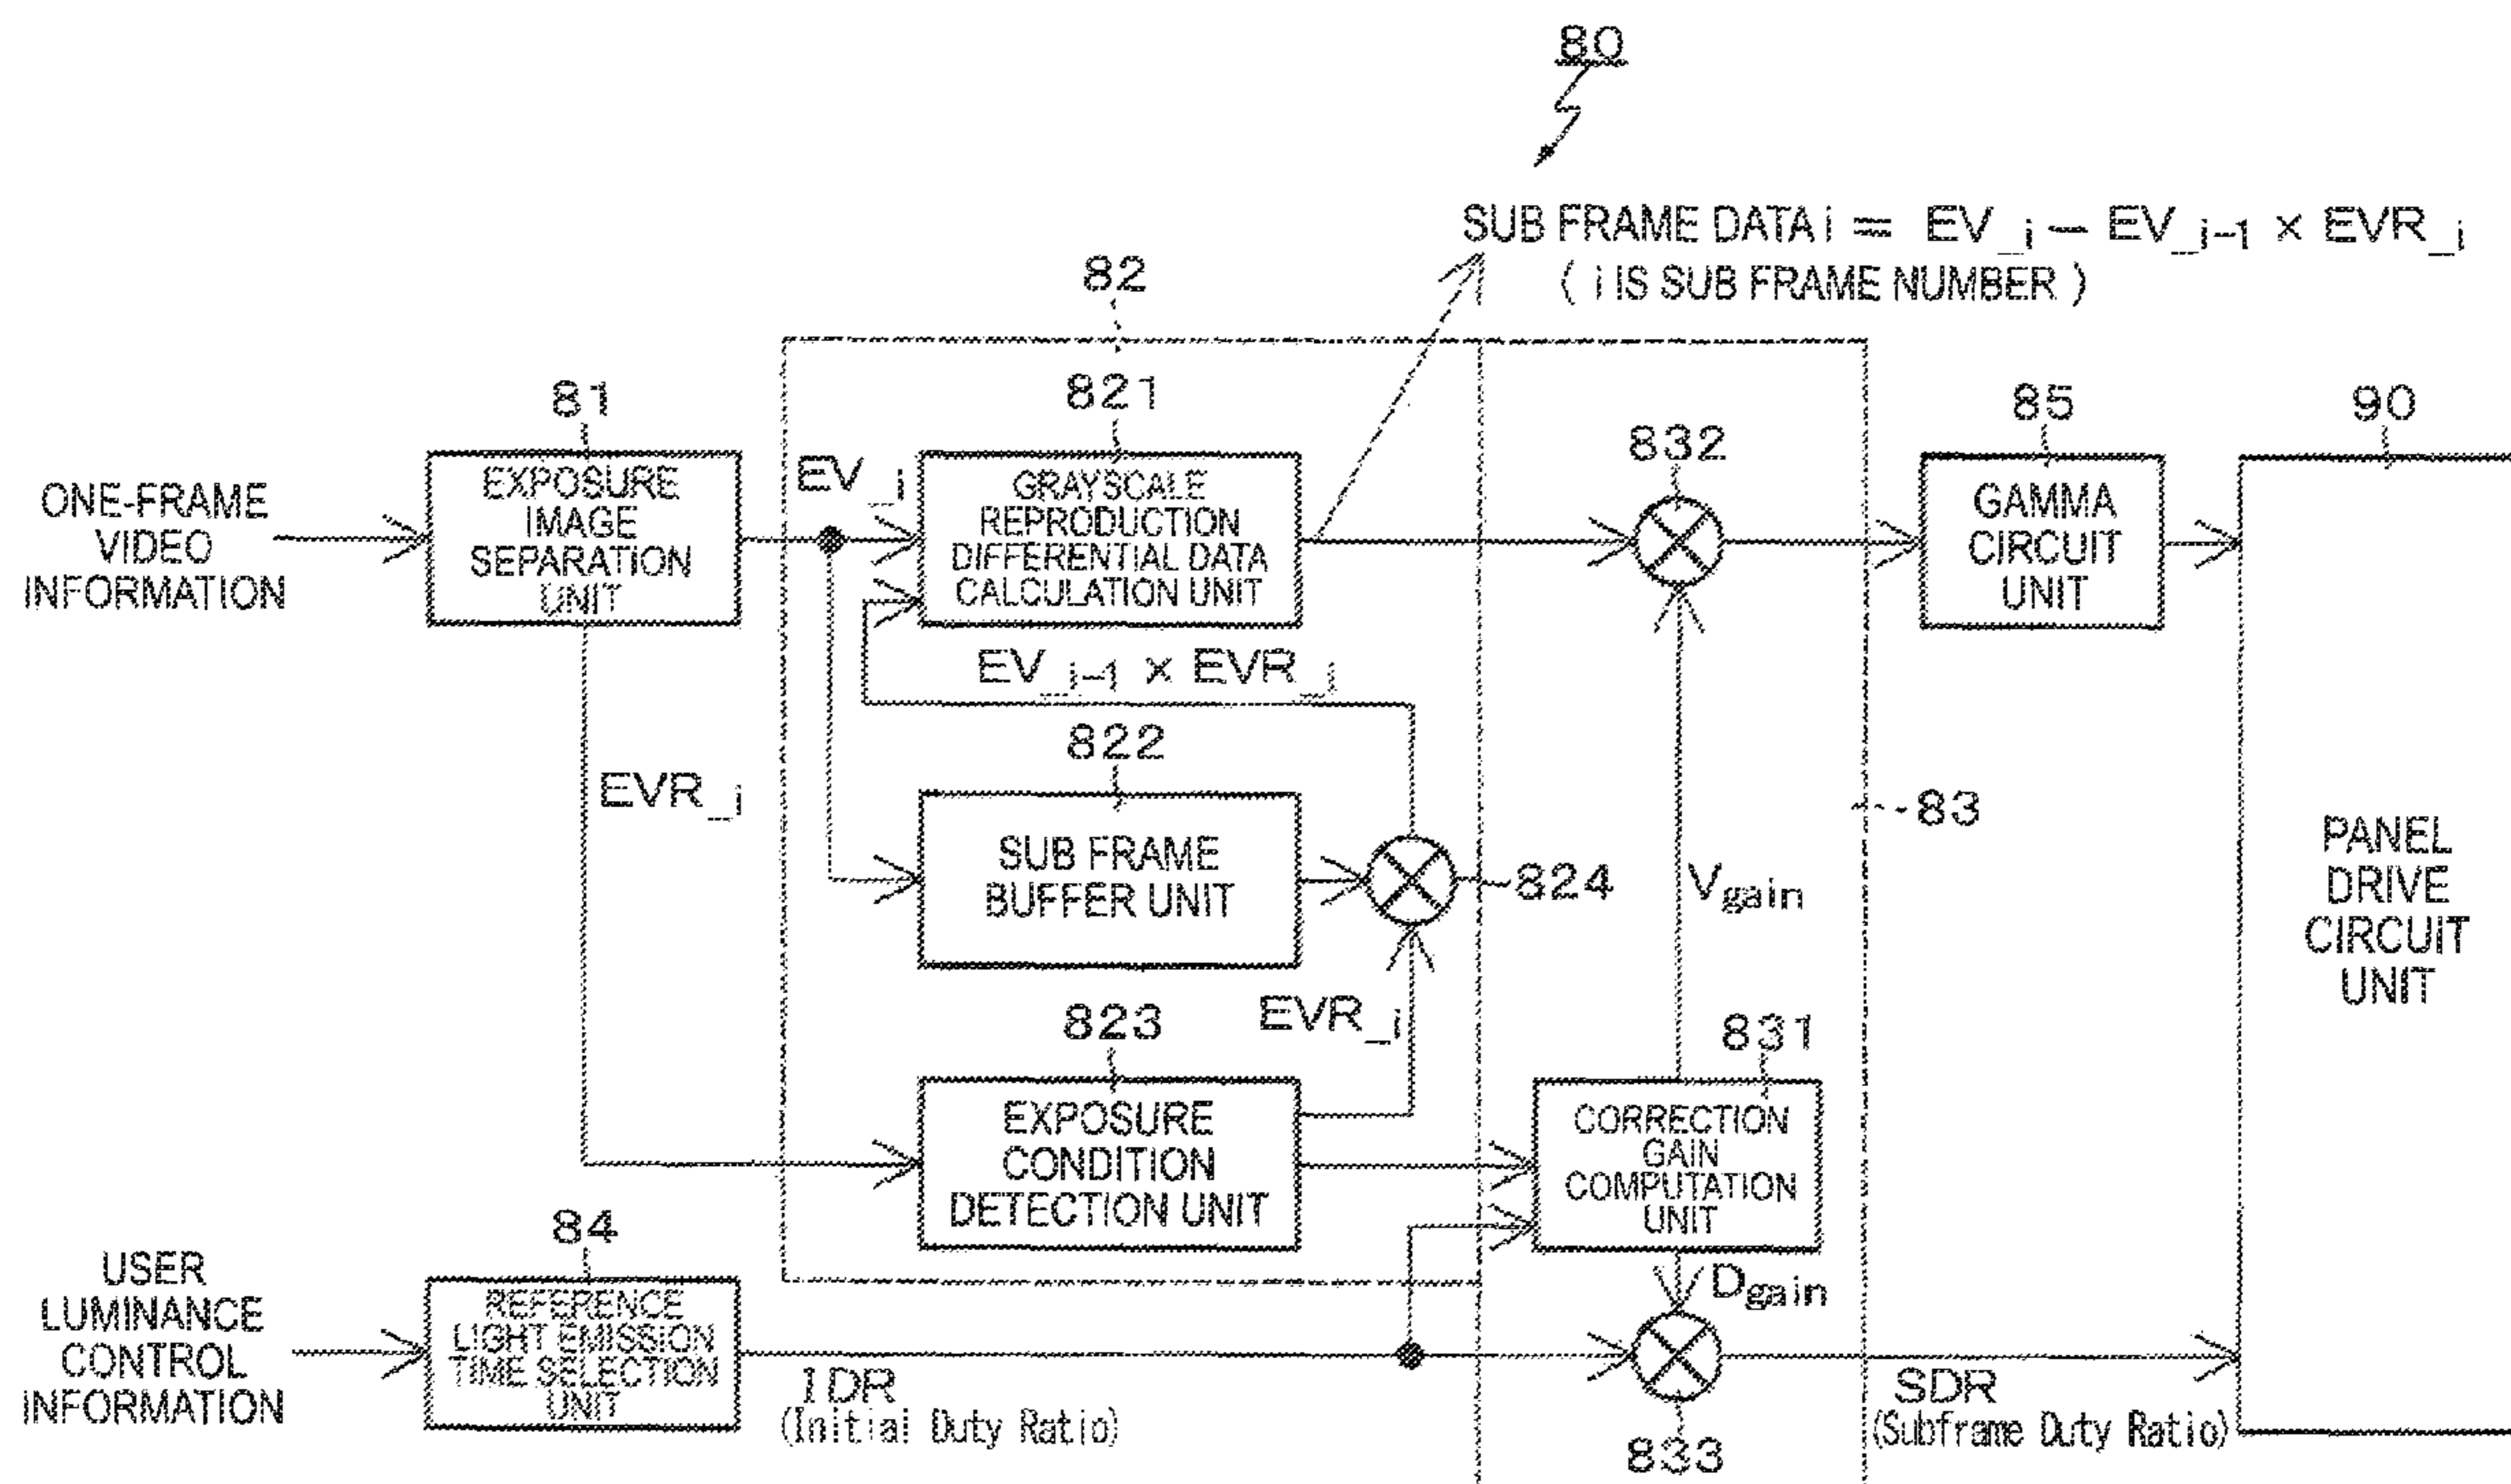 80
SUB FRAME DATA i = EV_i − EV_i-1 × EVR_i
( i IS SUB FRAME NUMBER )
82
81
821
832
85
90
ONE-FRAME
VIDEO
INFORMATION
EXPOSURE
IMAGE
SEPARATION
UNIT
EV_i
GRAYSCALE
REPRODUCTION
DIFFERENTIAL DATA
CALCULATION UNIT
GAMMA
CIRCUIT
UNIT
EV_i-1 × EVR_i
822
EVR_i
SUB FRAME
BUFFER UNIT
824
Vgain
83
PANEL
DRIVE
CIRCUIT
UNIT
823
EVR_i
831
EXPOSURE
CONDITION
DETECTION UNIT
CORRECTION
GAIN
COMPUTATION
UNIT
84
USER
LUMINANCE
CONTROL
INFORMATION
REFERENCE
LIGHT EMISSION
TIME SELECTION
UNIT
Dgain
IDR
(Initial Duty Ratio)
833
SDR
(Subframe Duty Ratio)